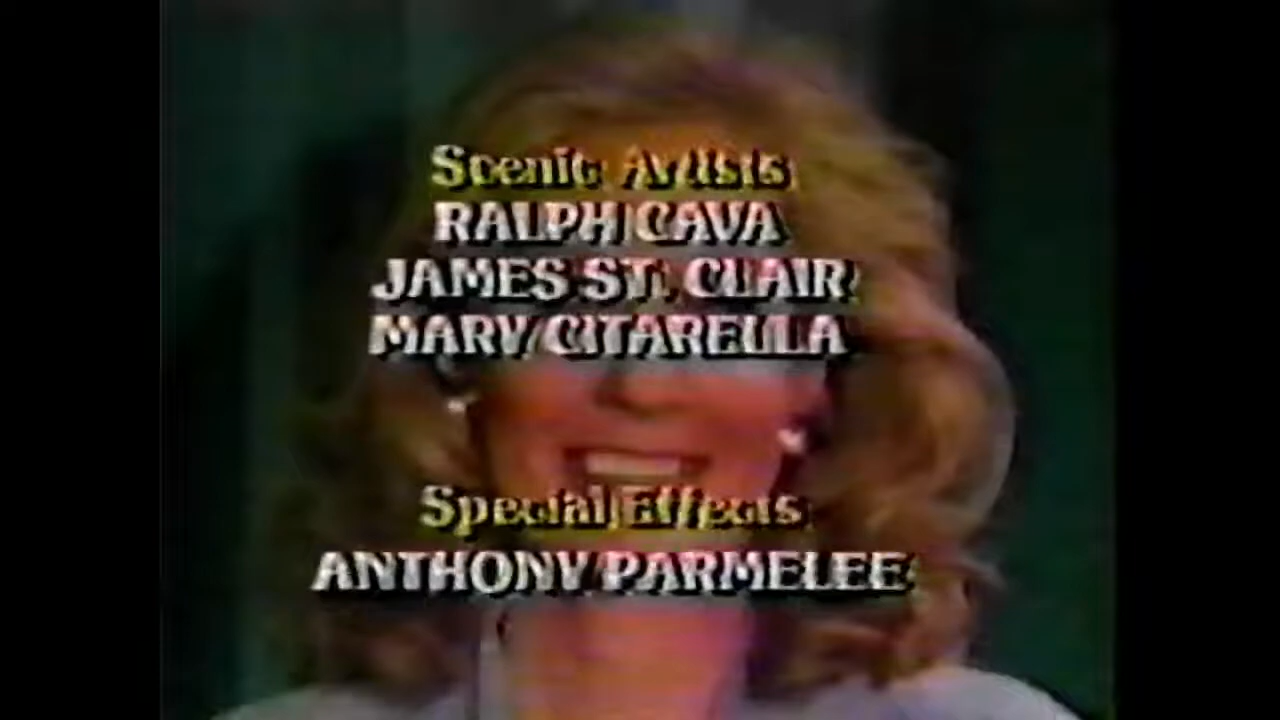 Scenic Artists
RALPH CAVA
JAMES ST. CLAIR
MARY CITARELLA
Special Effects
ANTHONY PARMELEE